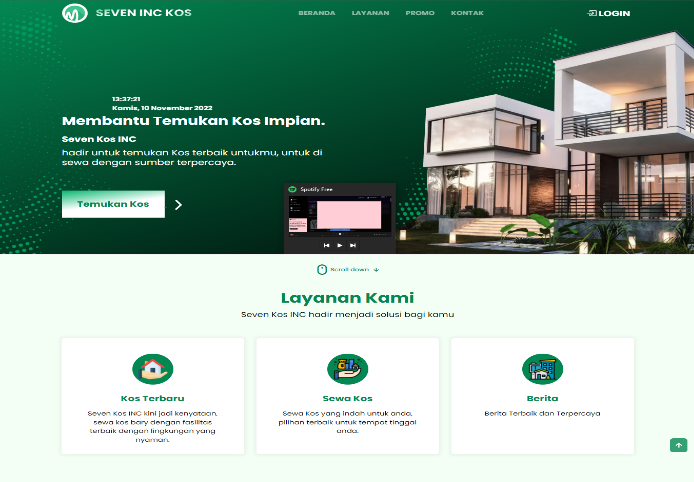 SEVEN INC KOS
BERANDA LAYANAN PROMO KONTAK
LOGIN
13:37:21
Kamis, 10 November 2022
Membantu Temukan Kos Impian.
Seven Kos INC
hadir untuk temukan Kos terbaik untukmu, untuk di
sewa dengan sumber terpercaya.
Temukan Kos
Spotify Free
Scroll down
Layanan Kami
Seven Kos INC hadir menjadi solusi bagi kamu
Kos Terbaru
Seven Kos INC kini jadi kenyataan,
sewa kos bary dengan fasilitas
terbaik dengan lingkungan yang
nyaman.
Sewa Kos
Sewa Kos yang indah untuk anda,
pilihan terbaik untuk tempat tinggal
anda.
Berita
Berita Terbaik dan Terpercaya